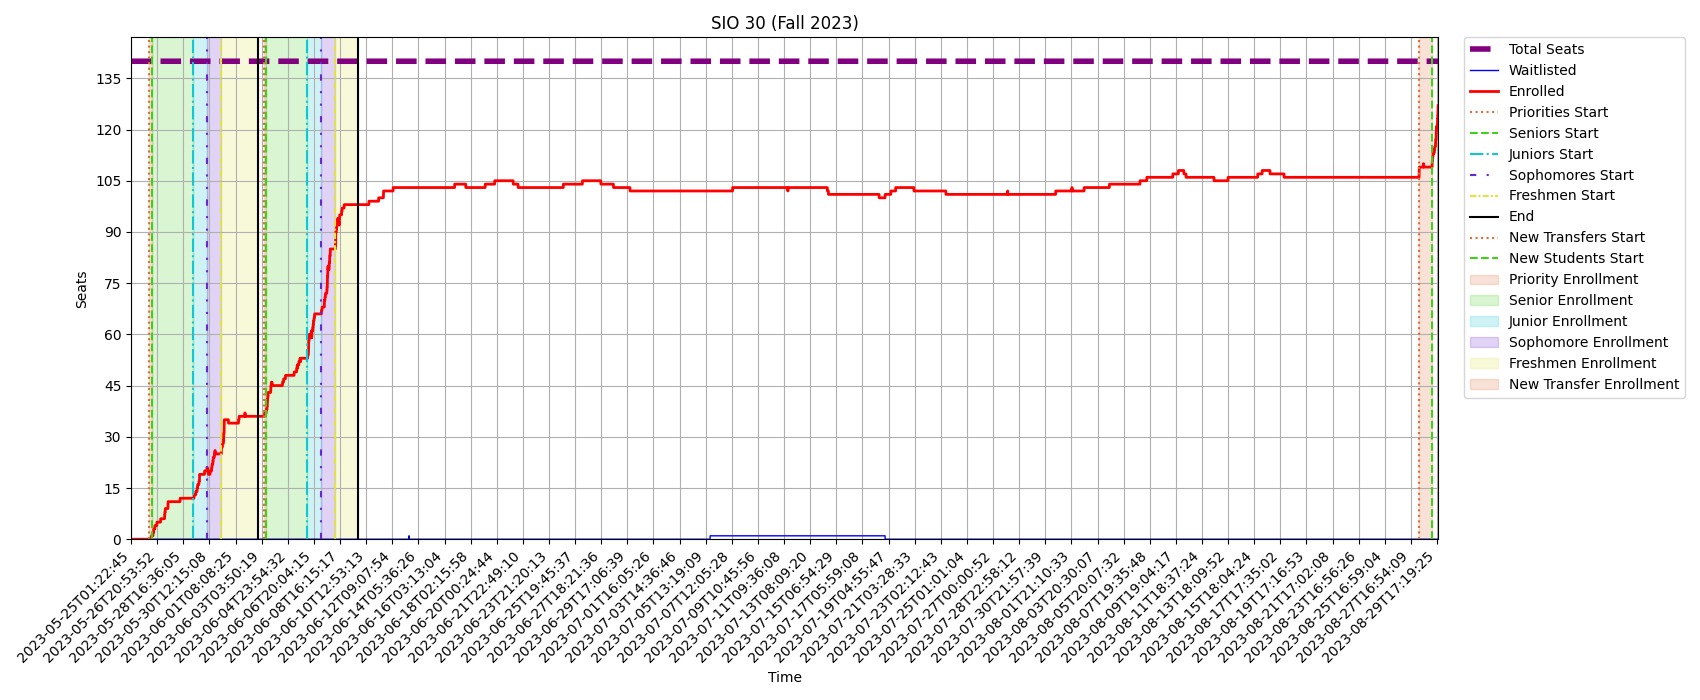 SIO 30 (Fall 2023)
Seats
135
120
105
90
75
60
45
30
15
0
2023-05-25T01:22:45
2023-05-26T20:53:52
2023-05-28T16:36:05
2023-05-30T12:15:08
2023-06-01T08:08:25
2023-06-03T03:50:19
2023-06-04T23:54:32
2023-06-06T20:04:15
2023-06-08T16:15:17
2023-06-10T12:53:13
2023-06-12T09:07:54
2023-06-14T05:36:26
2023-06-16T03:13:04
2023-06-18T02:15:58
2023-06-20T00:24:44
2023-06-21T22:49:10
2023-06-23T21:20:13
2023-06-25T19:45:37
2023-06-27T18:21:36
2023-06-29T17:06:39
2023-07-01T16:05:26
2023-07-03T14:36:46
2023-07-05T13:19:09
2023-07-07T12:05:28
2023-07-09T10:45:56
2023-07-11T09:36:08
2023-07-13T08:09:20
2023-07-15T06:54:29
2023-07-17T05:59:08
2023-07-19T04:55:47
2023-07-21T03:28:33
2023-07-23T02:12:43
2023-07-25T01:01:04
2023-07-27T00:00:52
2023-07-28T22:58:12
2023-07-30T21:57:39
2023-08-01T21:10:33
2023-08-03T20:30:07
2023-08-05T20:07:32
2023-08-07T19:35:48
2023-08-09T19:04:17
2023-08-11T18:37:24
2023-08-13T18:09:52
2023-08-15T18:04:24
2023-08-17T17:35:02
2023-08-19T17:16:53
2023-08-21T17:02:08
2023-08-23T16:56:26
2023-08-25T16:59:04
2023-08-27T16:54:09
2023-08-29T17:19:25
Time
Total Seats
Waitlisted
Enrolled
Priorities Start
Seniors Start
Juniors Start
Sophomores Start
Freshmen Start
End
New Transfers Start
New Students Start
Priority Enrollment
Senior Enrollment
Junior Enrollment
Sophomore Enrollment
Freshmen Enrollment
New Transfer Enrollment